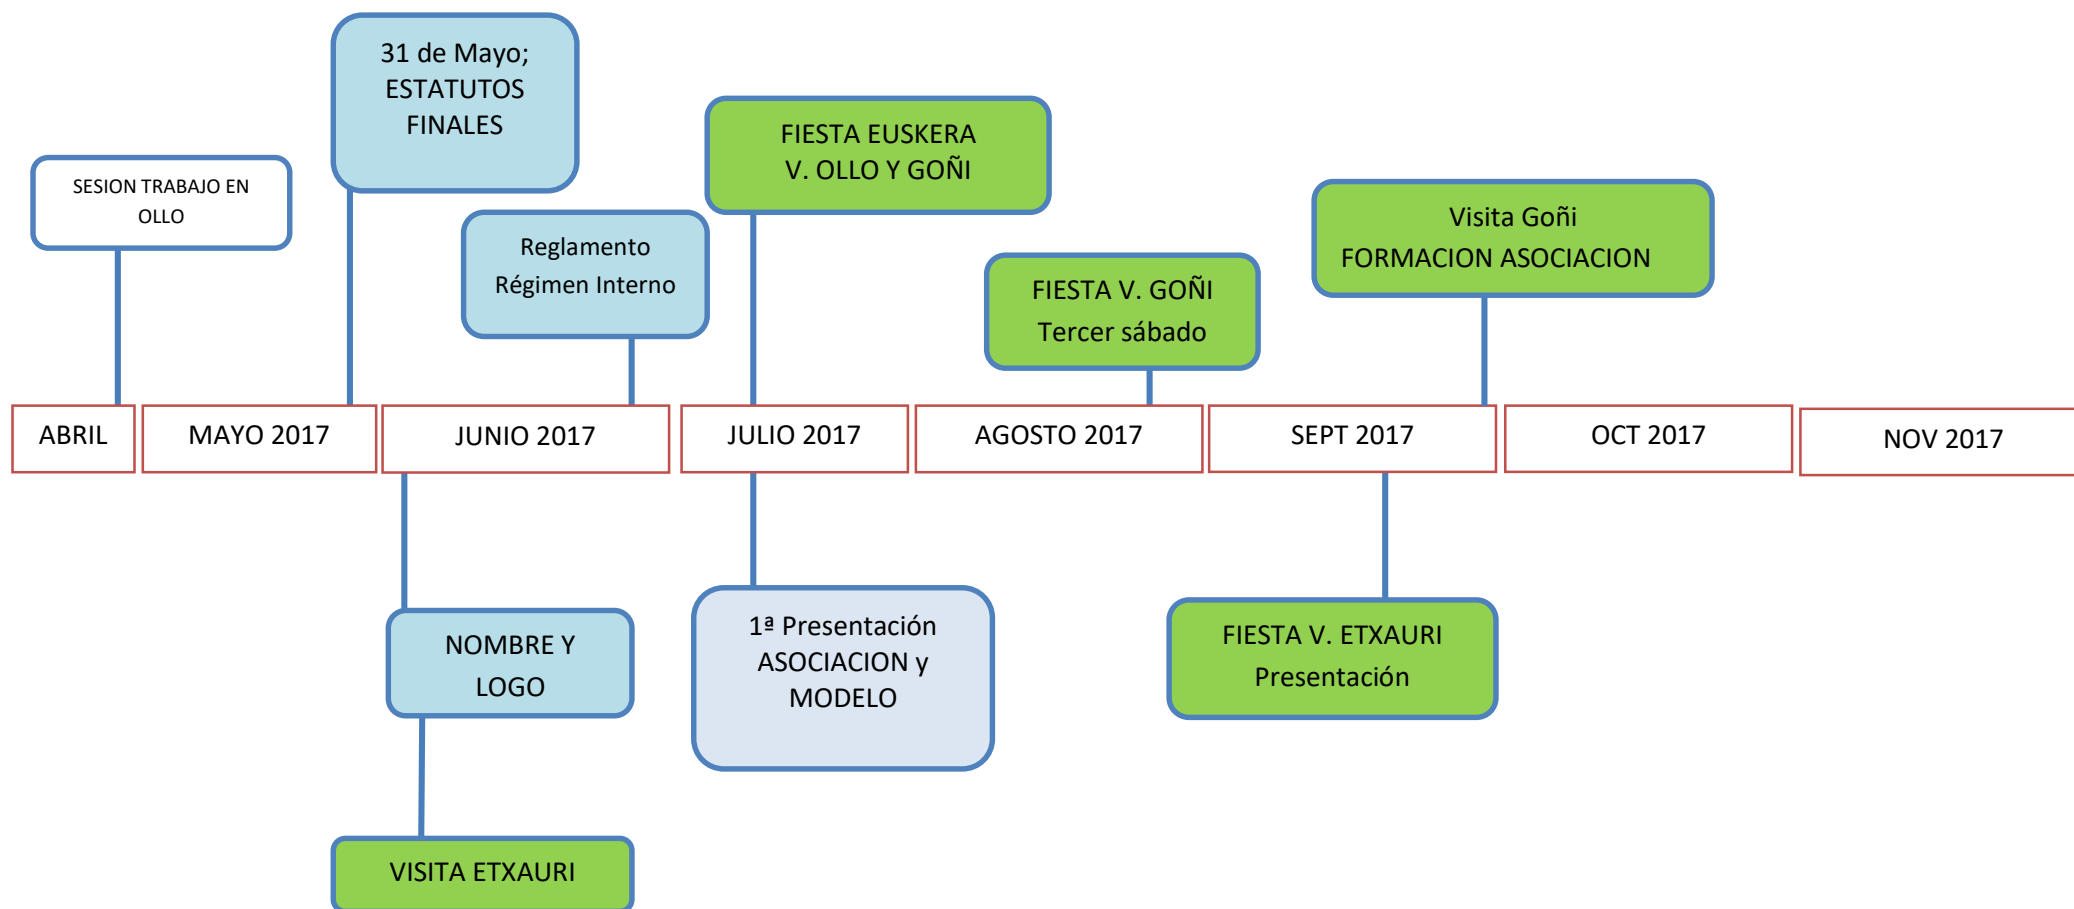 31 de Mayo;
ESTATUTOS
FINALES
FIESTA EUSKERA
V. OLLO Y GOÑI
SESION TRABAJO EN
OLLO
Visita Goñi
FORMACION ASOCIACION
Reglamento
Régimen Interno
FIESTA V. GOÑI
Tercer sábado
ABRIL
MAYO 2017
JUNIO 2017
JULIO 2017
AGOSTO 2017
SEPT 2017
OCT 2017
NOV 2017
NOMBRE Y
LOGO
1ª Presentación
ASOCIACION y
MODELO
FIESTA V. ETXAURI
Presentación
VISITA ETXAURI